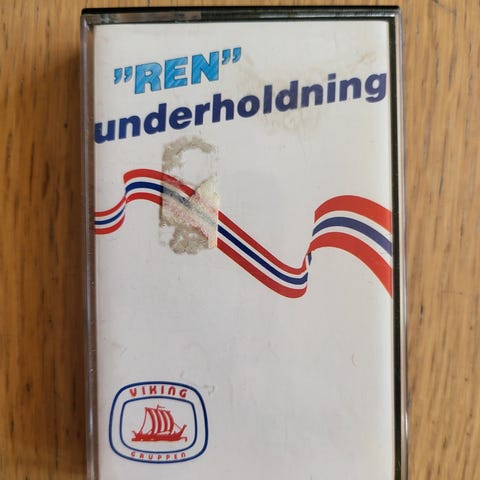 ”REN”
underholdning
VIKING
GRUPPEN